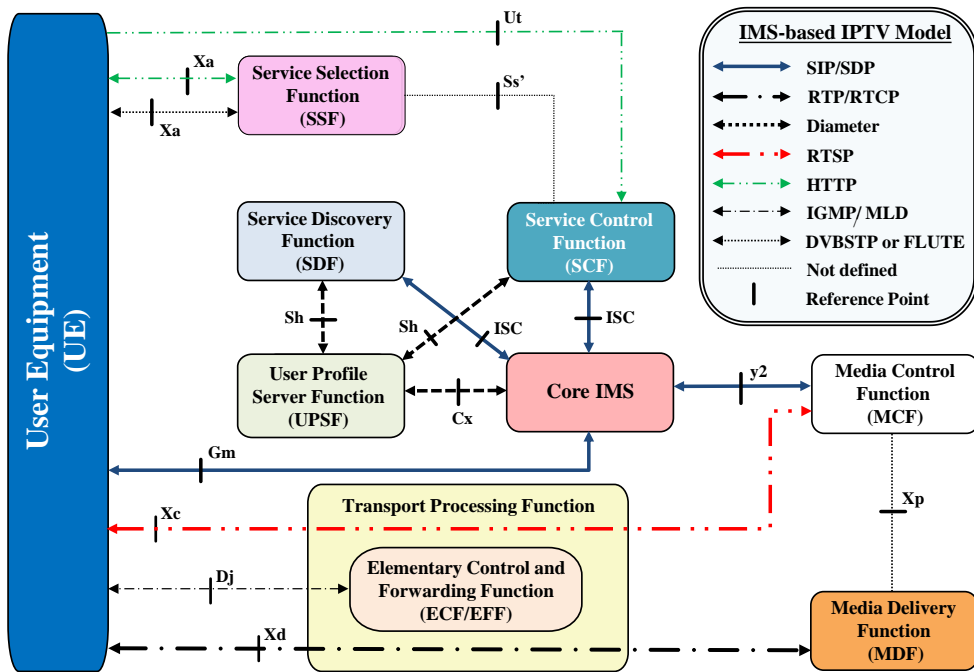 User Equipment
(UE)
Ut
Xa
Xa
Service Selection
Function
(SSF)
Ss’
IMS-based IPTV Model
SIP/SDP
RTP/RTCP
Diameter
RTSP
HTTP
IGMP/ MLD
DVBSTP or FLUTE
Not defined
Reference Point
Service Discovery
Function
(SDF)
Service Control
Function
(SCF)
Sh
Sh
ISC
ISC
User Profile
Server Function
(UPSF)
Cx
Core IMS
y2
Media Control
Function
(MCF)
Gm
Xc
Transport Processing Function
Xp
Dj
Elementary Control and
Forwarding Function
(ECF/EFF)
Xd
Media Delivery
Function
(MDF)